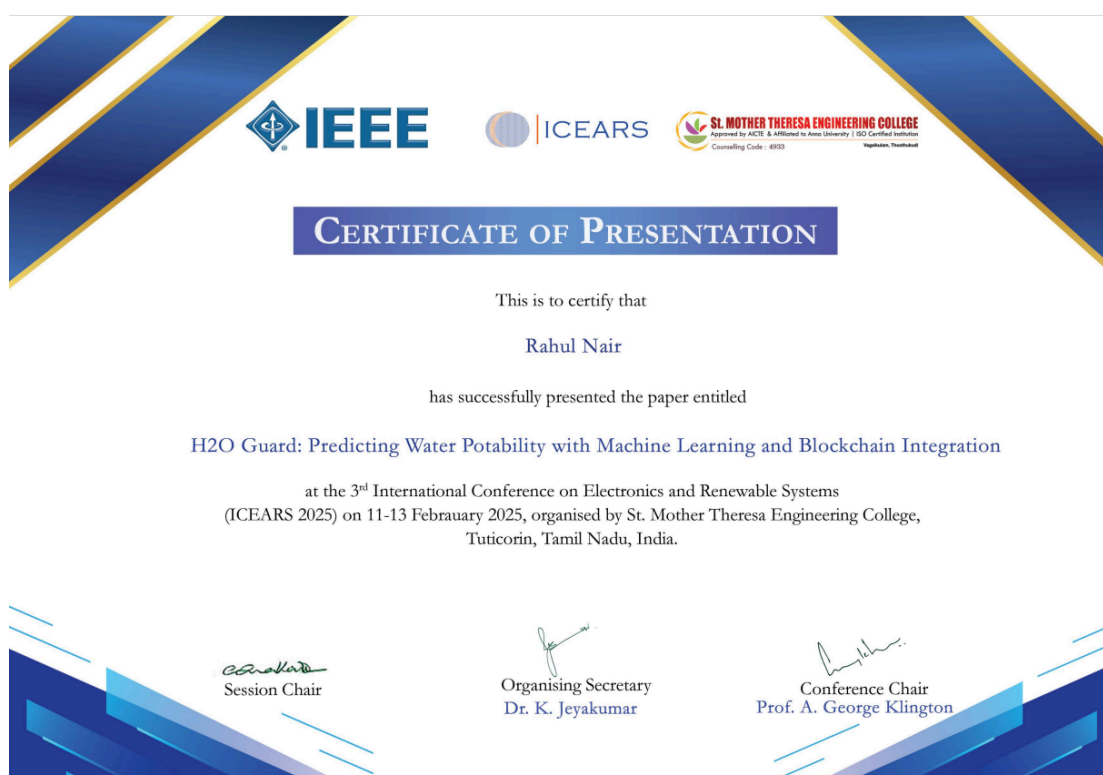 IEEE
ICEARS
ST. MOTHER THERESA ENGINEERING COLLEGE
Approved by AICTE & Affiliated to Anna University | ISO Certified Institution
Counseling Code : 4933
Vagaikulam, Thoothukudi
CERTIFICATE OF PRESENTATION
This is to certify that
Rahul Nair
has successfully presented the paper entitled
H2O Guard: Predicting Water Potability with Machine Learning and Blockchain Integration
at the 3rd International Conference on Electronics and Renewable Systems
(ICEARS 2025) on 11-13 Febrauary 2025, organised by St. Mother Theresa Engineering College,
Tuticorin, Tamil Nadu, India.
Session Chair
Organising Secretary
Dr. K. Jeyakumar
Conference Chair
Prof. A. George Klington